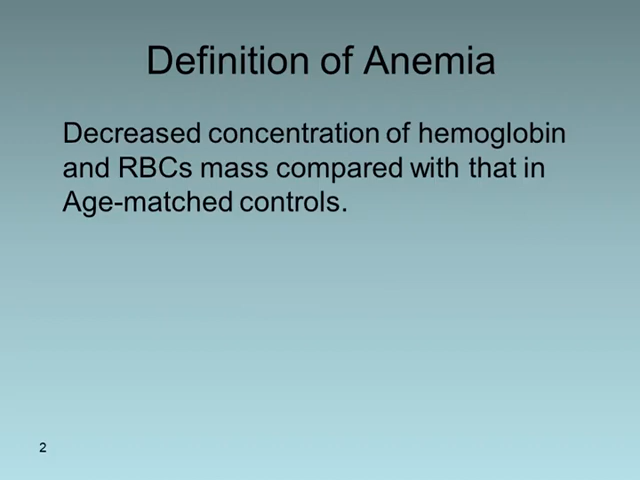 Definition of Anemia
Decreased concentration of hemoglobin
and RBCs mass compared with that in
Age-matched controls.
2